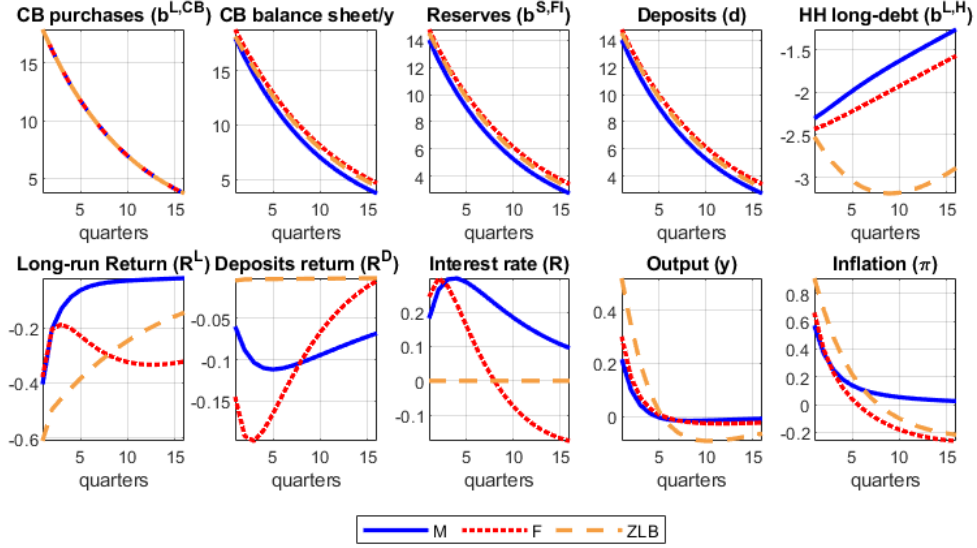 CB purchases (b^{L,CB}) CB balance sheet/y Reserves (b^{S,FI}) Deposits (d) HH long-debt (b^{L,H})
15
10
5
5 10 15
quarters
15
10
5
5 10 15
quarters
14
12
10
8
6
4
5 10 15
quarters
14
12
10
8
6
4
5 10 15
quarters
-1.5
-2
-2.5
-3
5 10 15
quarters
Long-run Return (R^L) Deposits return (R^D) Interest rate (R) Output (y) Inflation (π)
-0.2
-0.4
-0.6
5 10 15
quarters
-0.05
-0.1
-0.15
5 10 15
quarters
0.2
0.1
0
-0.1
5 10 15
quarters
0.4
0.2
0
5 10 15
quarters
0.8
0.6
0.4
0.2
0
-0.2
5 10 15
quarters
M F ZLB